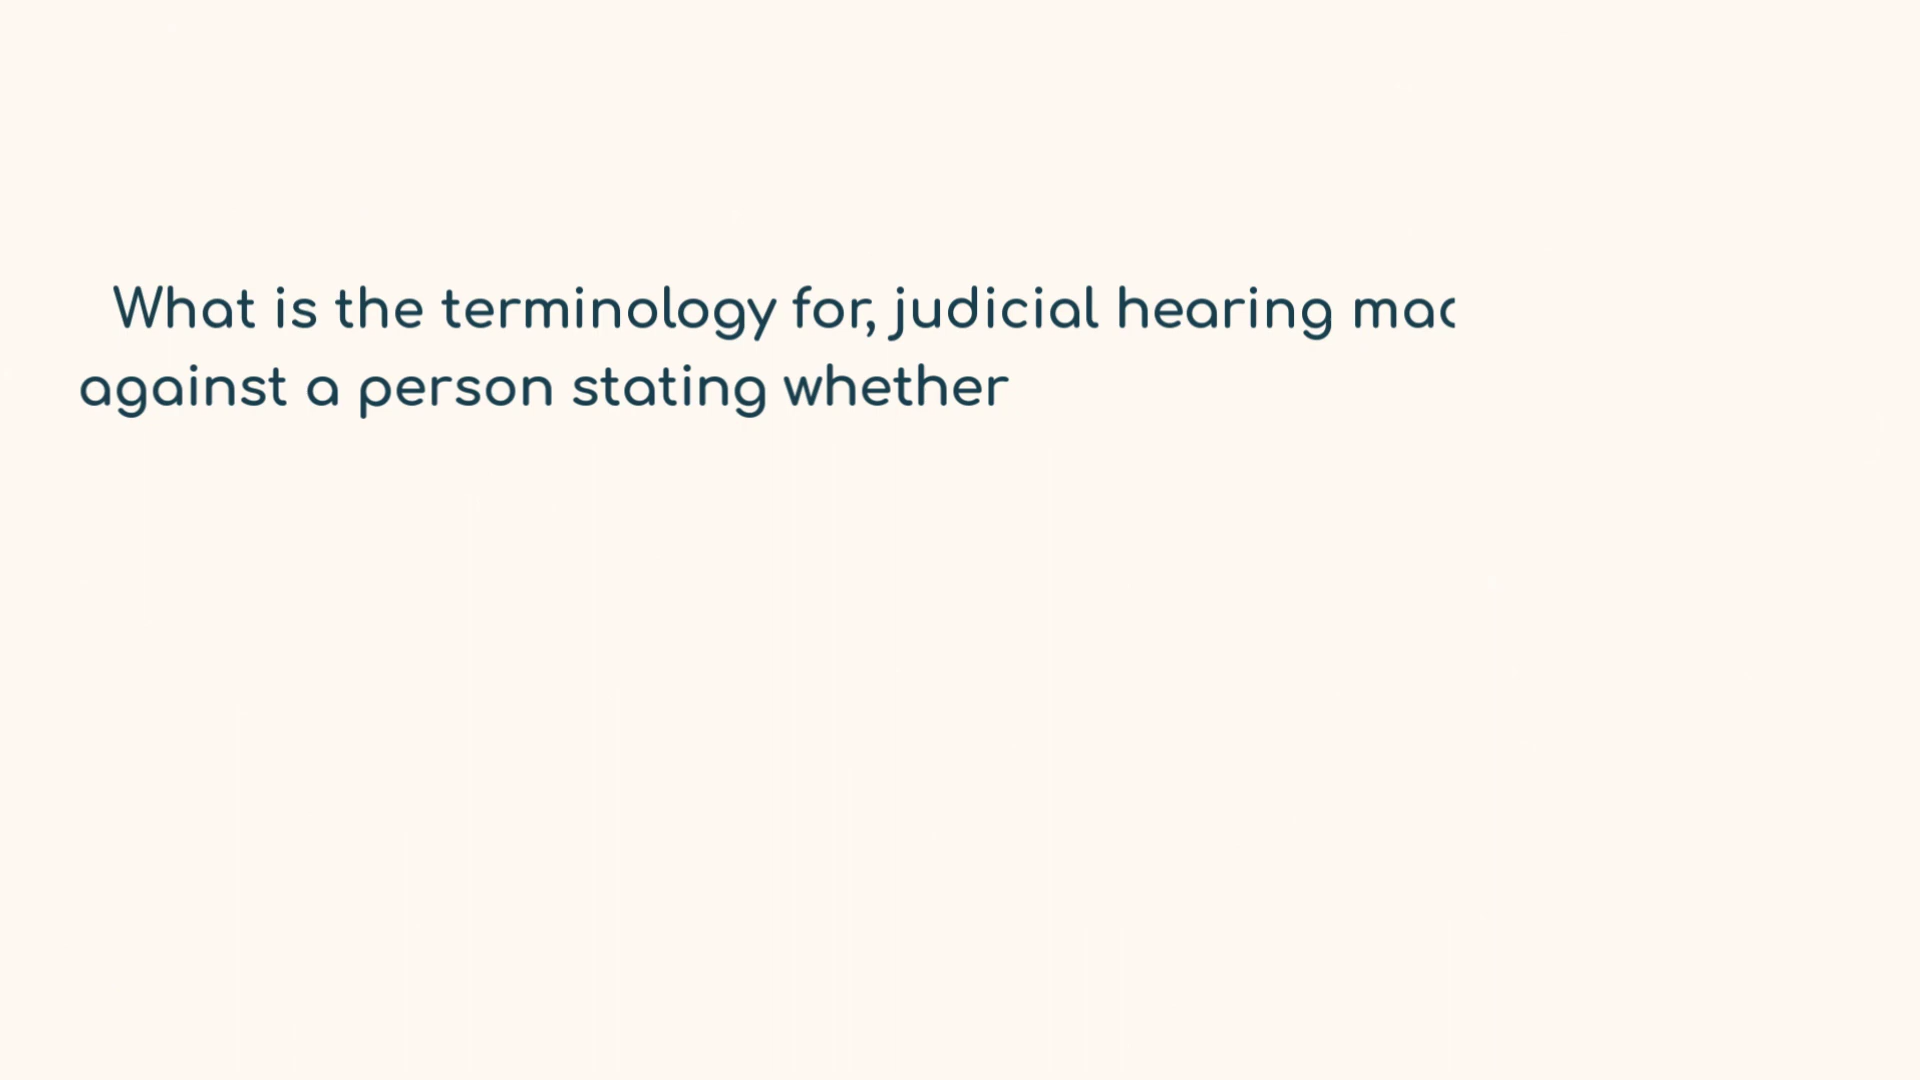 What is the terminology for, judicial hearing
against a person stating whether